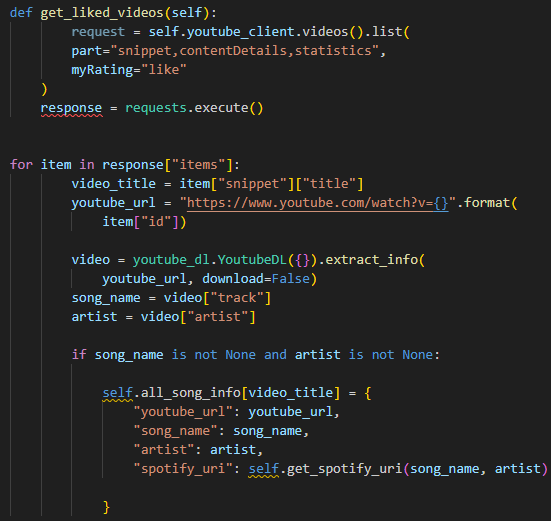 def get_liked_videos(self):
        request = self.youtube_client.videos().list(
        part="snippet,contentDetails,statistics",
        myRating="like"
    )
    response = requests.execute()
for item in response["items"]:
        video_title = item["snippet"]["title"]
        youtube_url = "https://www.youtube.com/watch?v={}".format(
            item["id"])
        video = youtube_dl.YoutubeDL({}).extract_info(
            youtube_url, download=False)
        song_name = video["track"]
        artist = video["artist"]
        if song_name is not None and artist is not None:
            self.all_song_info[video_title] = {
                "youtube_url": youtube_url,
                "song_name": song_name,
                "artist": artist,
                "spotify_uri": self.get_spotify_uri(song_name, artist)
            }